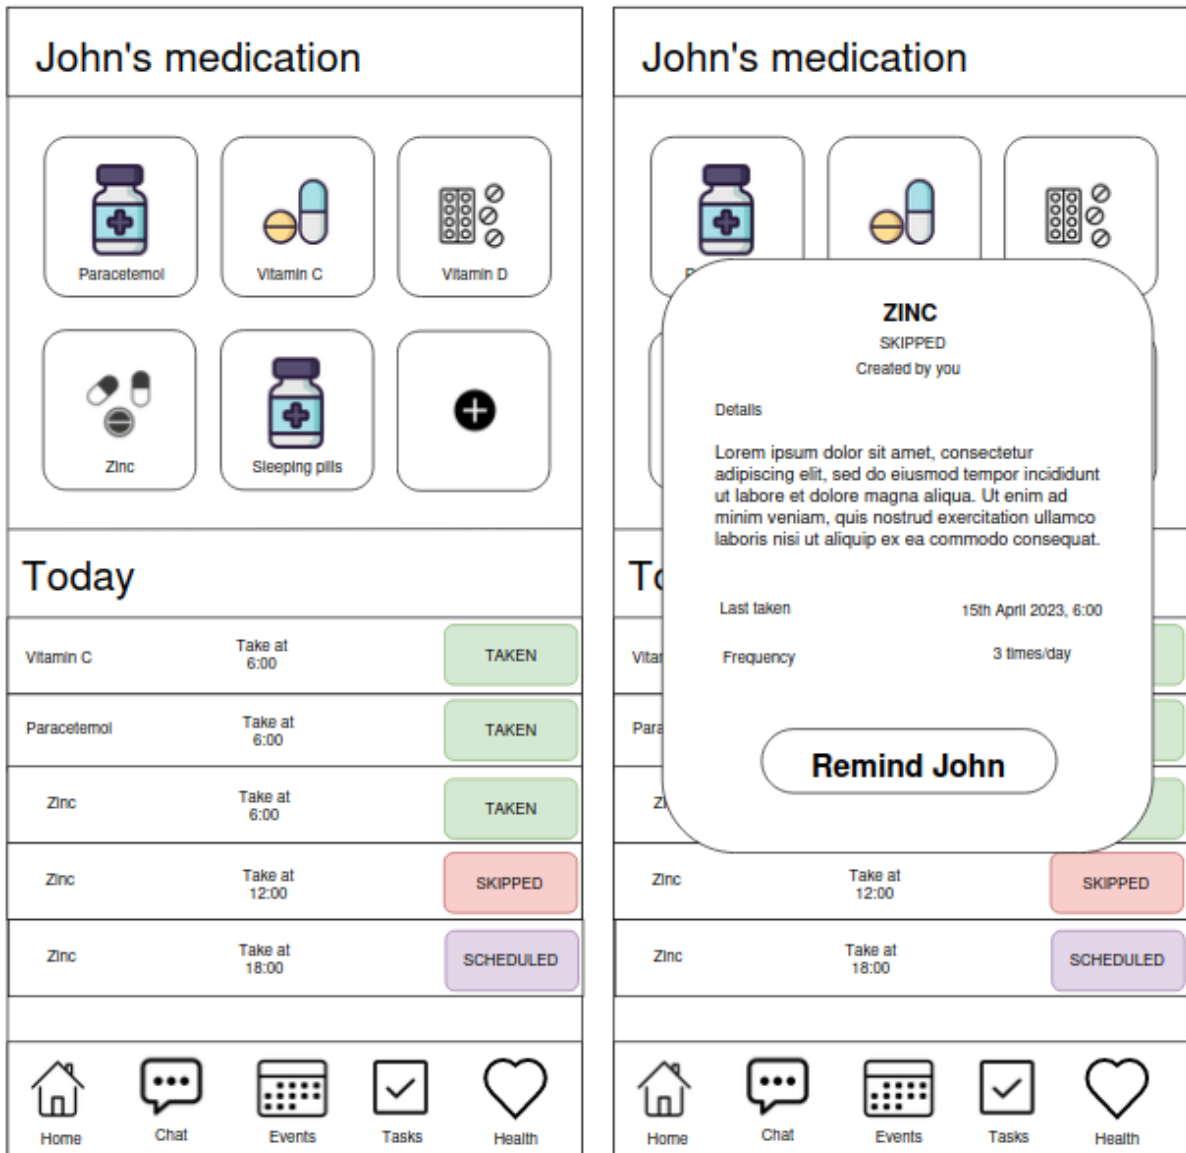 John's medication
Paracetemol
Vitamin C
Vitamin D
Zinc
Sleeping pills
Today
Vitamin C
Take at
6:00
TAKEN
Paracetemol
Take at
6:00
TAKEN
Zinc
Take at
6:00
TAKEN
Zinc
Take at
12:00
SKIPPED
Zinc
Take at
18:00
SCHEDULED
Home
Chat
Events
Tasks
Health
John's medication
ZINC
SKIPPED
Created by you
Details
Lorem ipsum dolor sit amet, consectetur
adipiscing elit, sed do eiusmod tempor incididunt
ut labore et dolore magna aliqua. Ut enim ad
minim veniam, quis nostrud exercitation ullamco
laboris nisi ut aliquip ex ea commodo consequat.
Last taken
15th April 2023, 6:00
Frequency
3 times/day
Remind John
Zinc
Take at
12:00
SKIPPED
Zinc
Take at
18:00
SCHEDULED
Home
Chat
Events
Tasks
Health